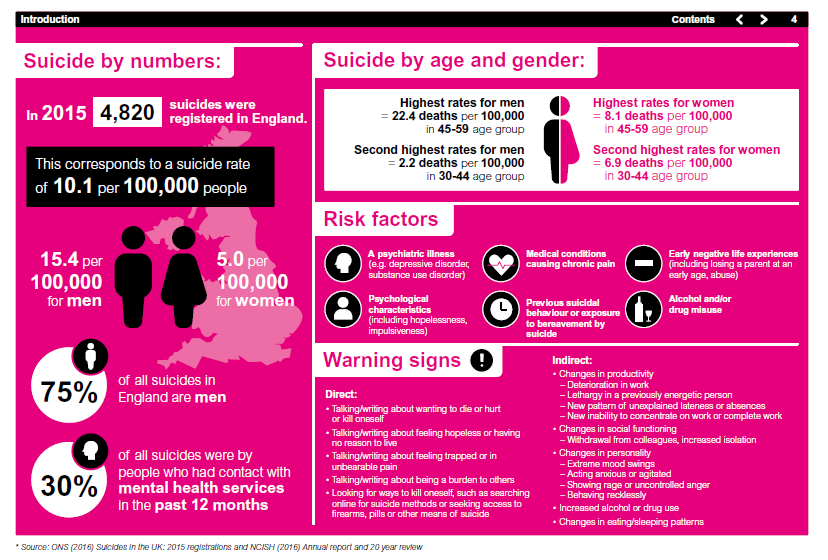 Introduction
Contents
4
Suicide by numbers:
In 2015 4,820 suicides were
registered in England.
This corresponds to a suicide rate
of 10.1 per 100,000 people
15.4 per
100,000
for men
5.0 per
100,000
for women
75%
of all suicides in
England are men
30%
of all suicides were by
people who had contact with
mental health services
in the past 12 months
Suicide by age and gender:
Highest rates for men
= 22.4 deaths per 100,000
in 45-59 age group
Second highest rates for men
= 2.2 deaths per 100,000
in 30-44 age group
Highest rates for women
= 8.1 deaths per 100,000
in 45-59 age group
Second highest rates for women
= 6.9 deaths per 100,000
in 30-44 age group
Risk factors
A psychiatric illness
(e.g. depressive disorder,
substance use disorder)
Medical conditions
causing chronic pain
Early negative life experiences
(including losing a parent at an
early age, abuse)
Psychological
characteristics
(including hopelessness,
impulsiveness)
Previous suicidal
behaviour or exposure
to bereavement by
suicide
Alcohol and/or
drug misuse
Warning signs !
Direct:
• Talking/writing about wanting to die or hurt
or kill oneself
• Talking/writing about feeling hopeless or having
no reason to live
• Talking/writing about feeling trapped or in
unbearable pain
• Talking/writing about being a burden to others
• Looking for ways to kill oneself, such as searching
online for suicide methods or seeking access to
firearms, pills or other means of suicide
Indirect:
• Changes in productivity
– Deterioration in work
– Lethargy in a previously energetic person
– New pattern of unexplained lateness or absences
– New inability to concentrate on work or complete work
• Changes in social functioning
– Withdrawal from colleagues, increased isolation
• Changes in personality
– Extreme mood swings
– Acting anxious or agitated
– Showing rage or uncontrolled anger
– Behaving recklessly
• Increased alcohol or drug use
• Changes in eating/sleeping patterns
* Source: ONS (2016) Suicides in the UK: 2015 registrations and NCISH (2016) Annual report and 20 year review